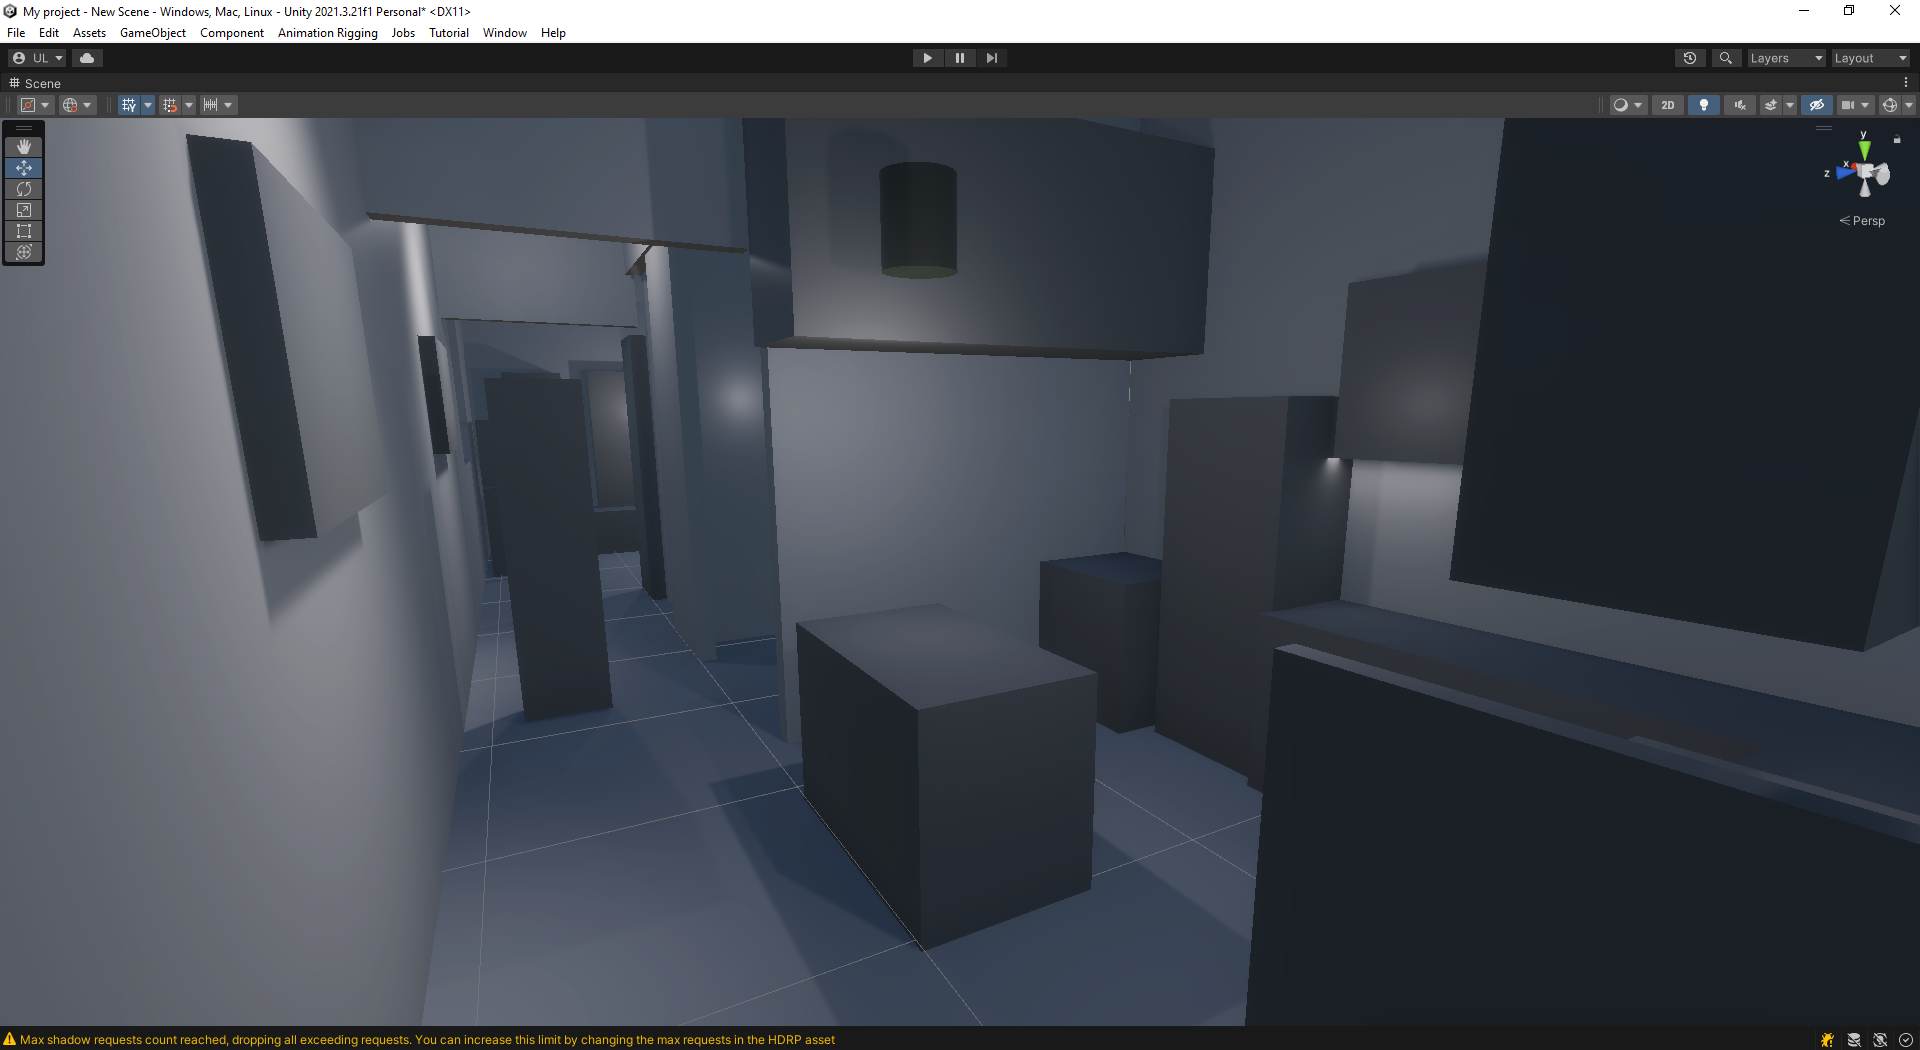 My project - New Scene - Windows, Mac, Linux - Unity 2021.3.21f1 Personal* <DX11>
File Edit Assets GameObject Component Animation Rigging Jobs Tutorial Window Help
UL Layers Layout
Scene
2D
y
x
z
Persp
Max shadow requests count reached, dropping all exceeding requests. You can increase this limit by changing the max requests in the HDRP asset